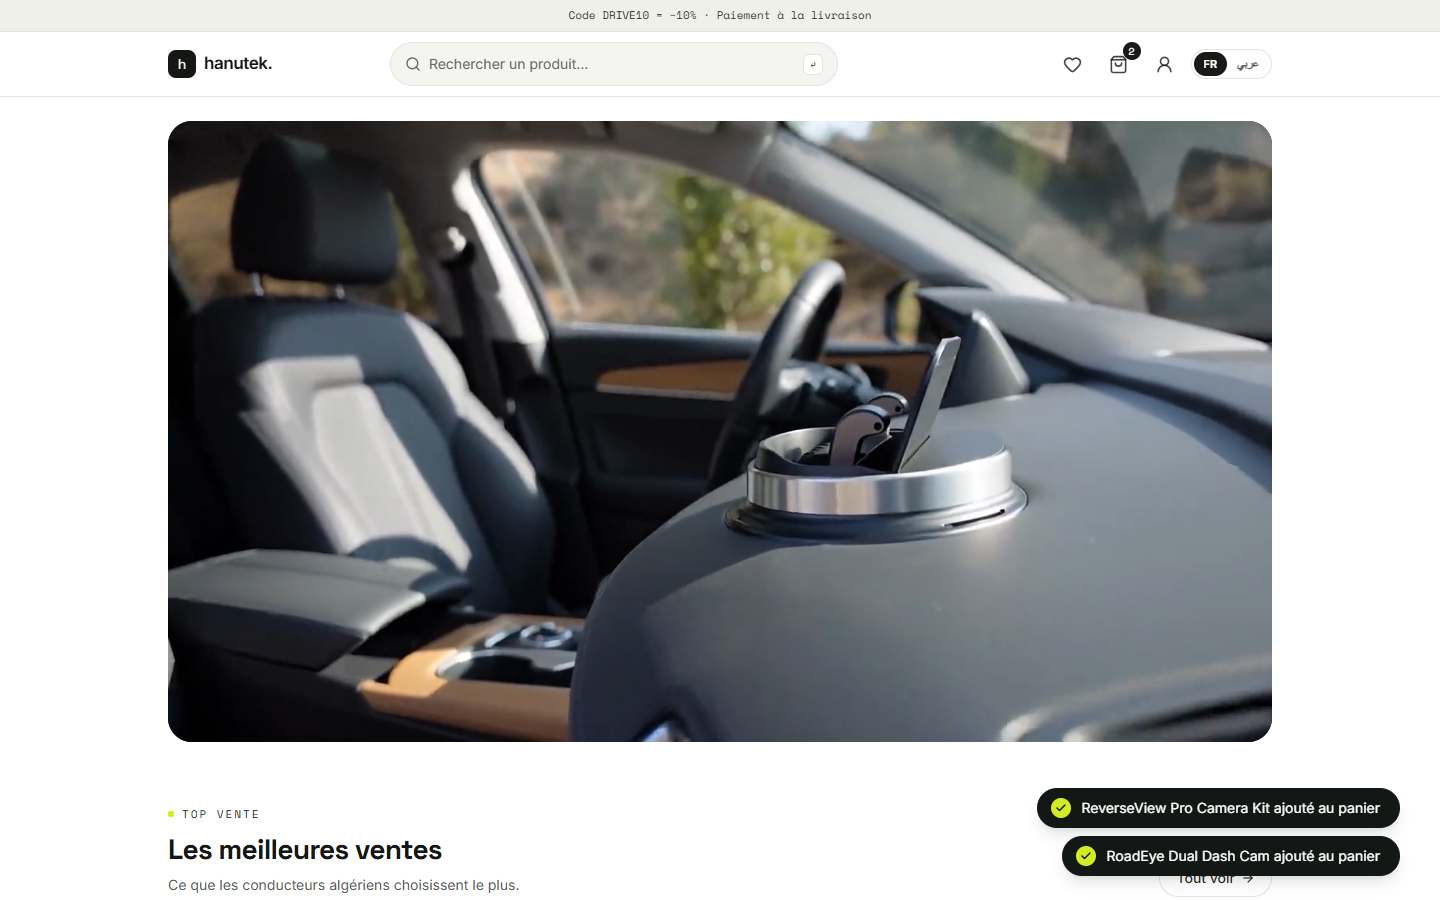 Code DRIVE10 = -10% · Paiement à la livraison
h hanutek.
Rechercher un produit...
2
FR عربي
TOP VENTE
Les meilleures ventes
Ce que les conducteurs algériens choisissent le plus.
ReverseView Pro Camera Kit ajouté au panier
RoadEye Dual Dash Cam ajouté au panier
Tout voir →